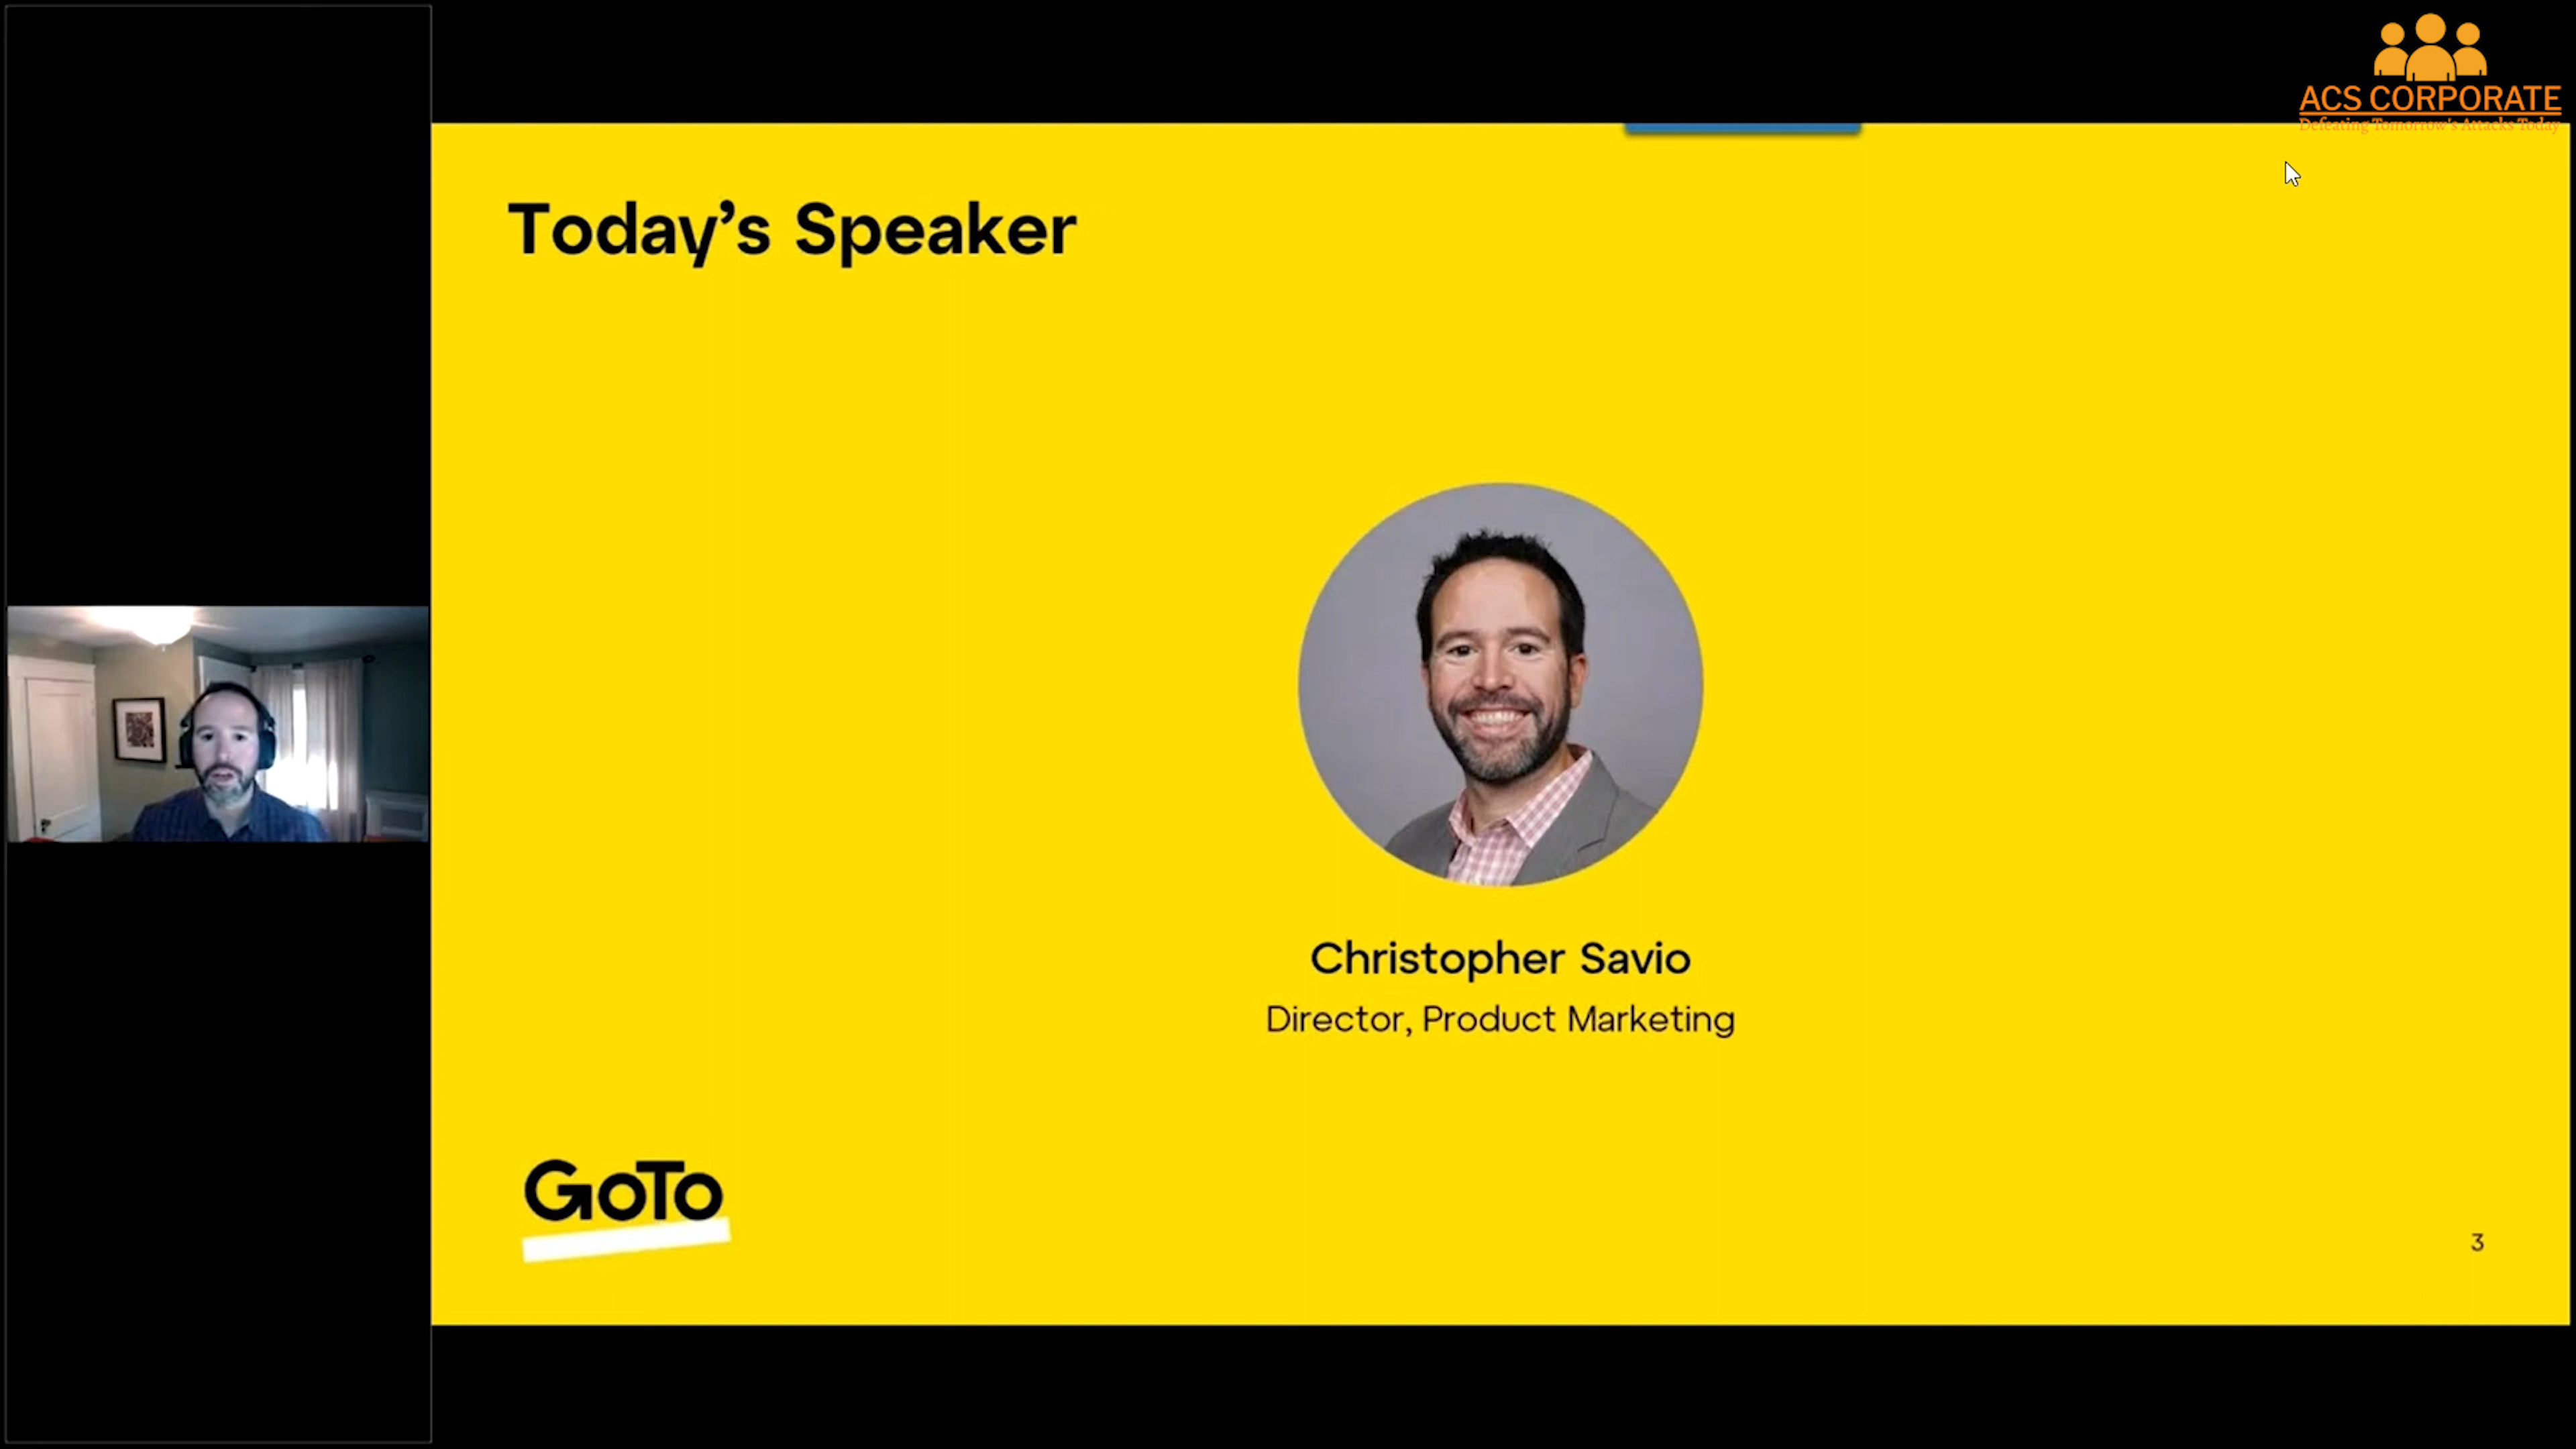 ACS CORPORATE
Defeating Tomorrow's Attacks Today
Today’s Speaker
Christopher Savio
Director, Product Marketing
GoTo
3